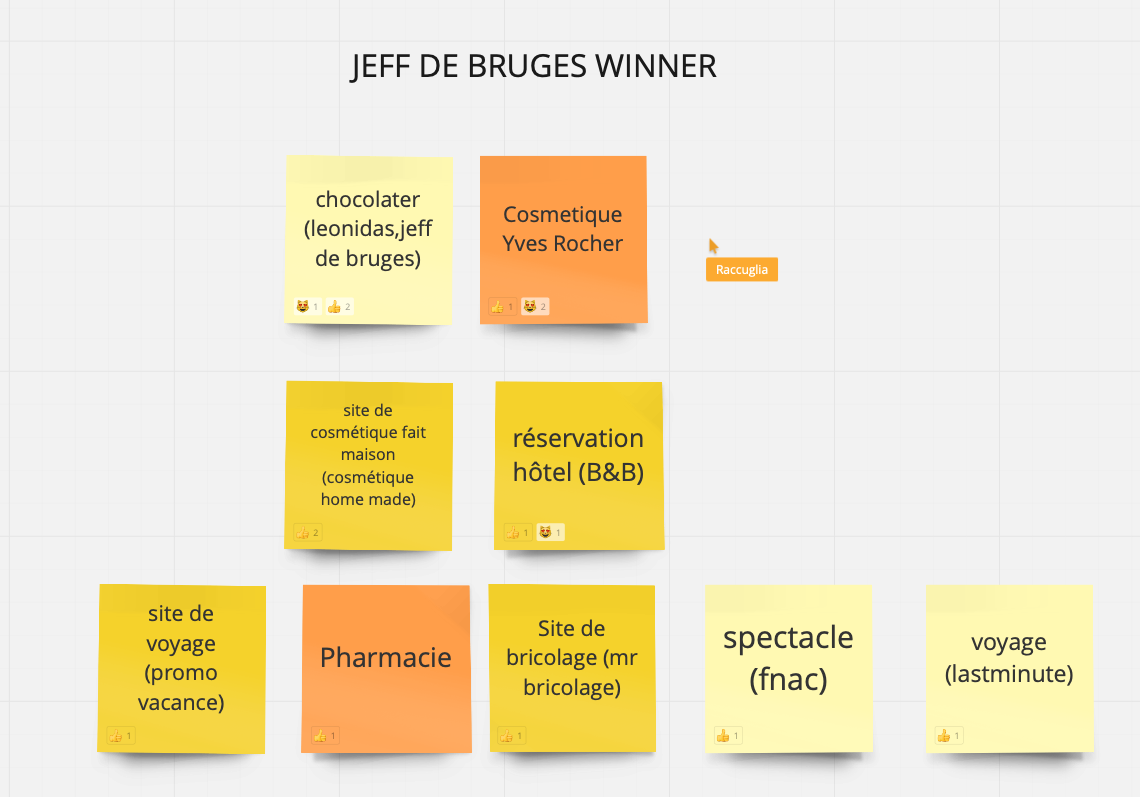 JEFF DE BRUGES WINNER
chocolater
(leonidas,jeff
de bruges)
1
2
Cosmetique
Yves Rocher
1
2
Raccuglia
site de
cosmétique fait
maison
(cosmétique
home made)
2
réservation
hôtel (B&B)
1
1
site de
voyage
(promo
vacance)
1
Pharmacie
1
Site de
bricolage (mr
bricolage)
1
spectacle
(fnac)
1
voyage
(lastminute)
1